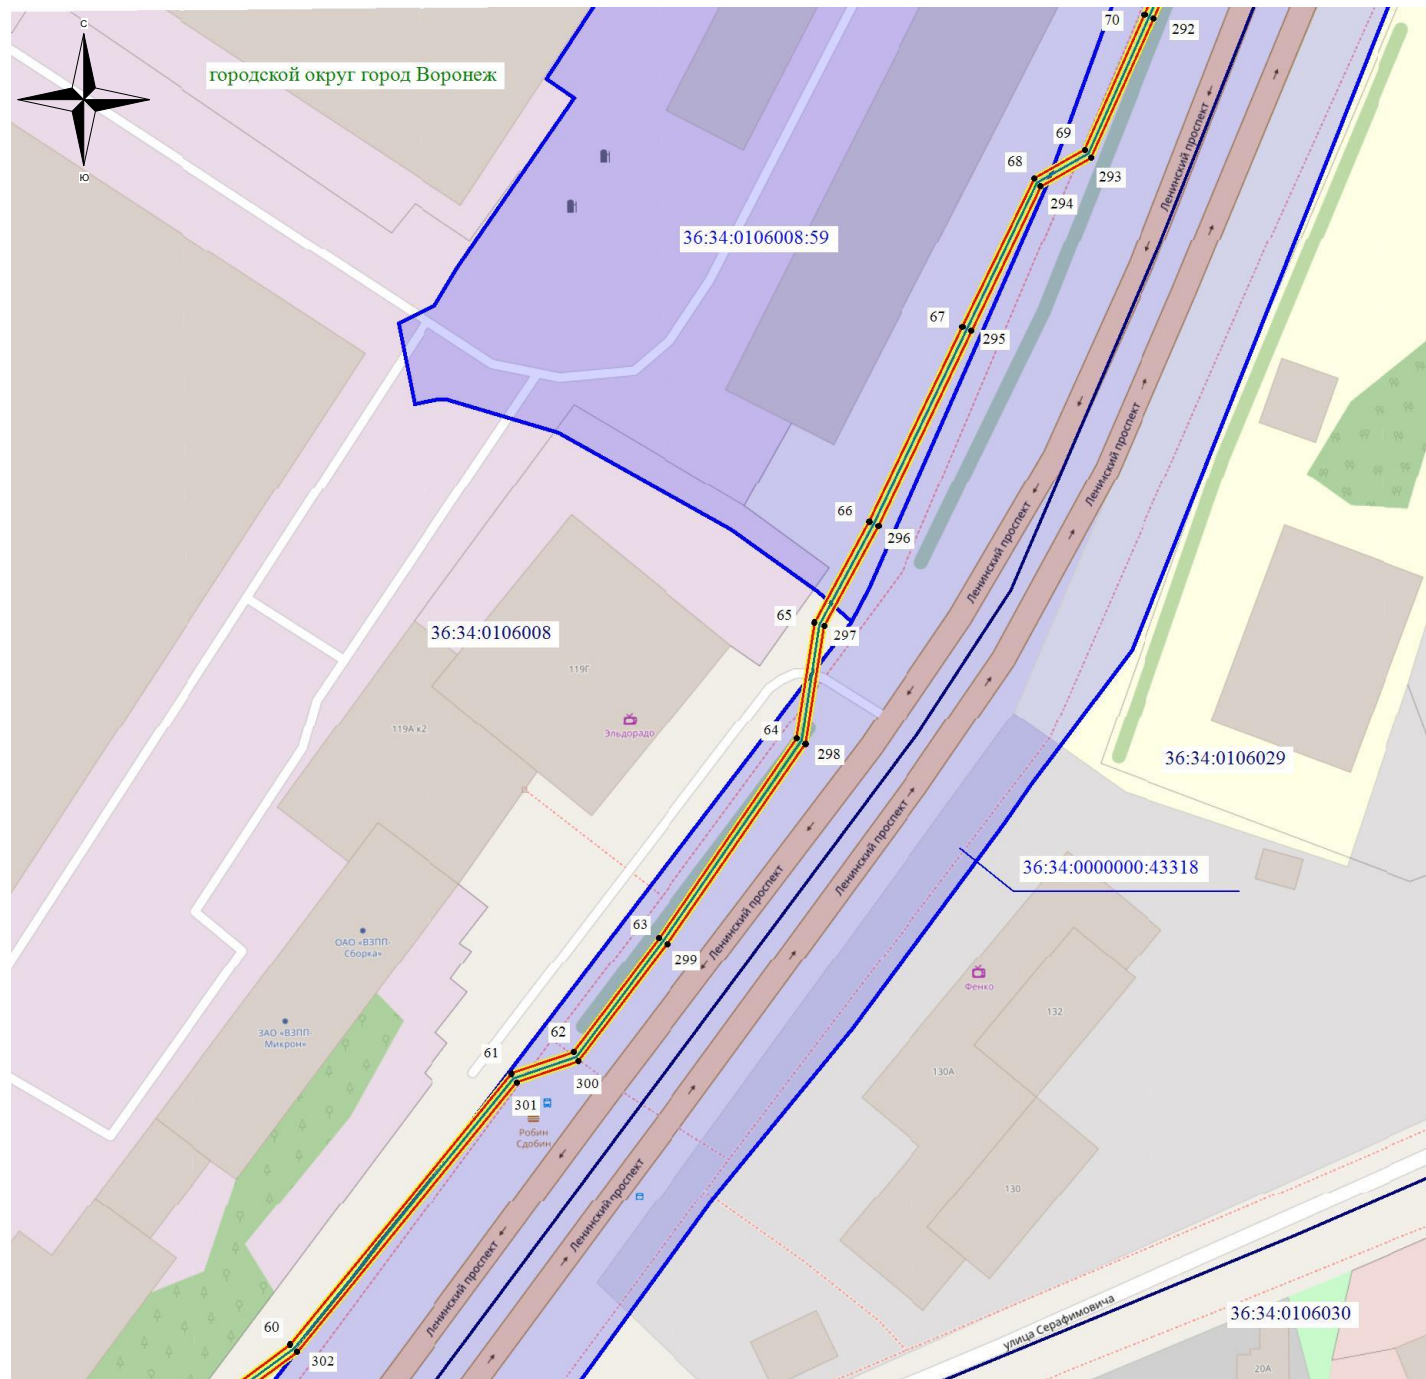 С
Ю
городской округ город Воронеж
70
292
69
293
68
294
36:34:0106008:59
67
295
66
296
65
297
36:34:0106008
119Г
Эльдорадо
119А к2
64
298
36:34:0106029
36:34:0000000:43318
63
299
ОАО «ВЗПП-
Сборка»
Фенко
132
ЗАО «ВЗПП-
Микрон»
62
61
300
301
130А
Робин
Сдобин
130
60
302
Ленинский проспект
Ленинский проспект
Ленинский проспект
Ленинский проспект
Ленинский проспект
Ленинский проспект
Ленинский проспект
улица Серафимовича
36:34:0106030
20А